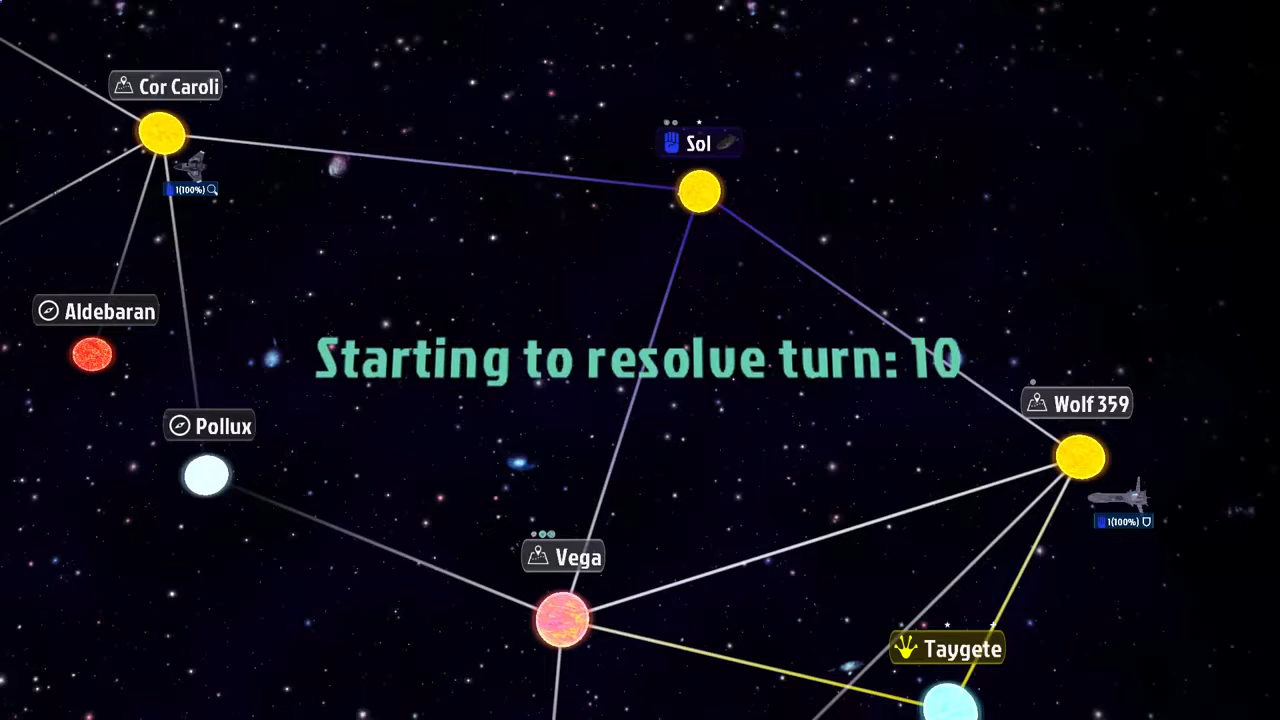 Cor Caroli
Sol
1(100%)
Aldebaran
Starting to resolve turn: 10
Wolf 359
Pollux
1(100%)
Vega
Taygete